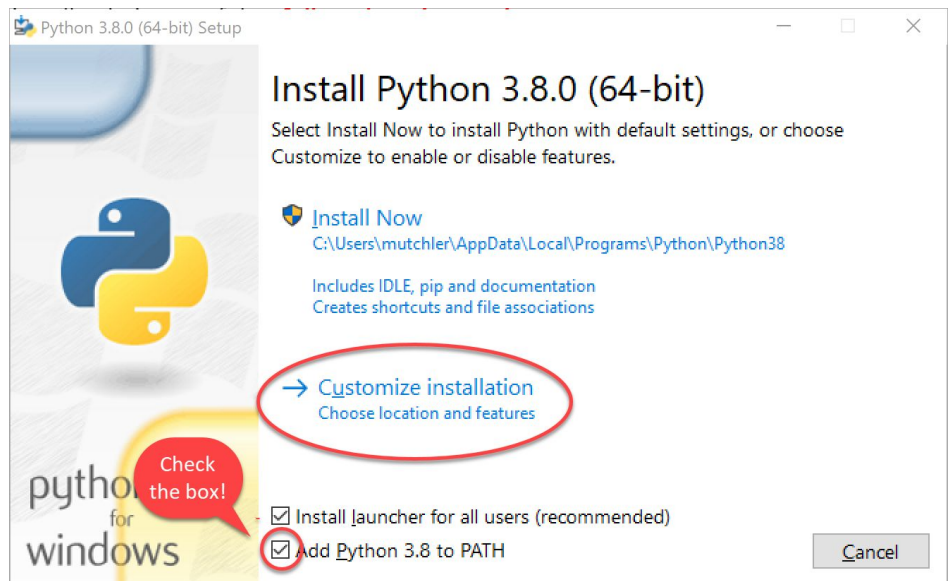 Python 3.8.0 (64-bit) Setup
Install Python 3.8.0 (64-bit)
Select Install Now to install Python with default settings, or choose
Customize to enable or disable features.
Install Now
C:\Users\mutchler\AppData\Local\Programs\Python\Python38
Includes IDLE, pip and documentation
Creates shortcuts and file associations
Customize installation
Choose location and features
Check
the box!
pytho
for
windows
Install launcher for all users (recommended)
Add Python 3.8 to PATH
Cancel